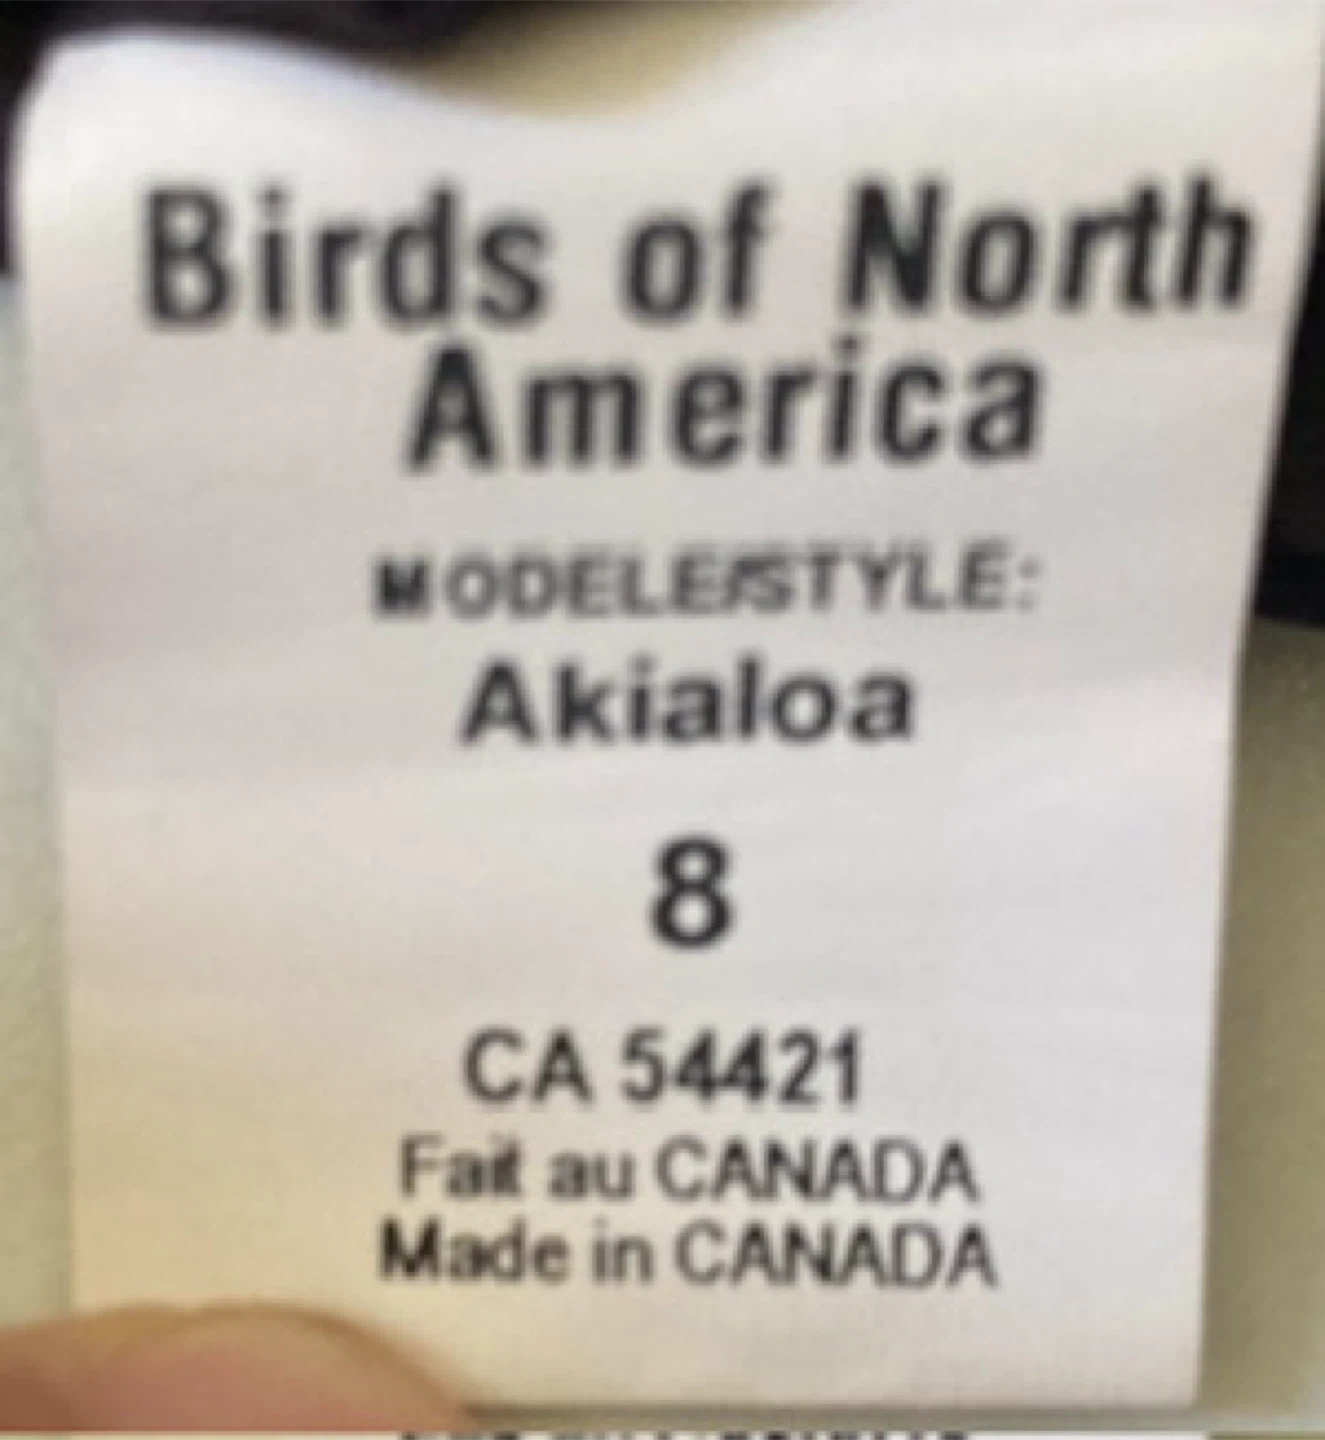 Birds of North
America
MODELE/STYLE:
Akialoa
8
CA 54421
Fait au CANADA
Made in CANADA